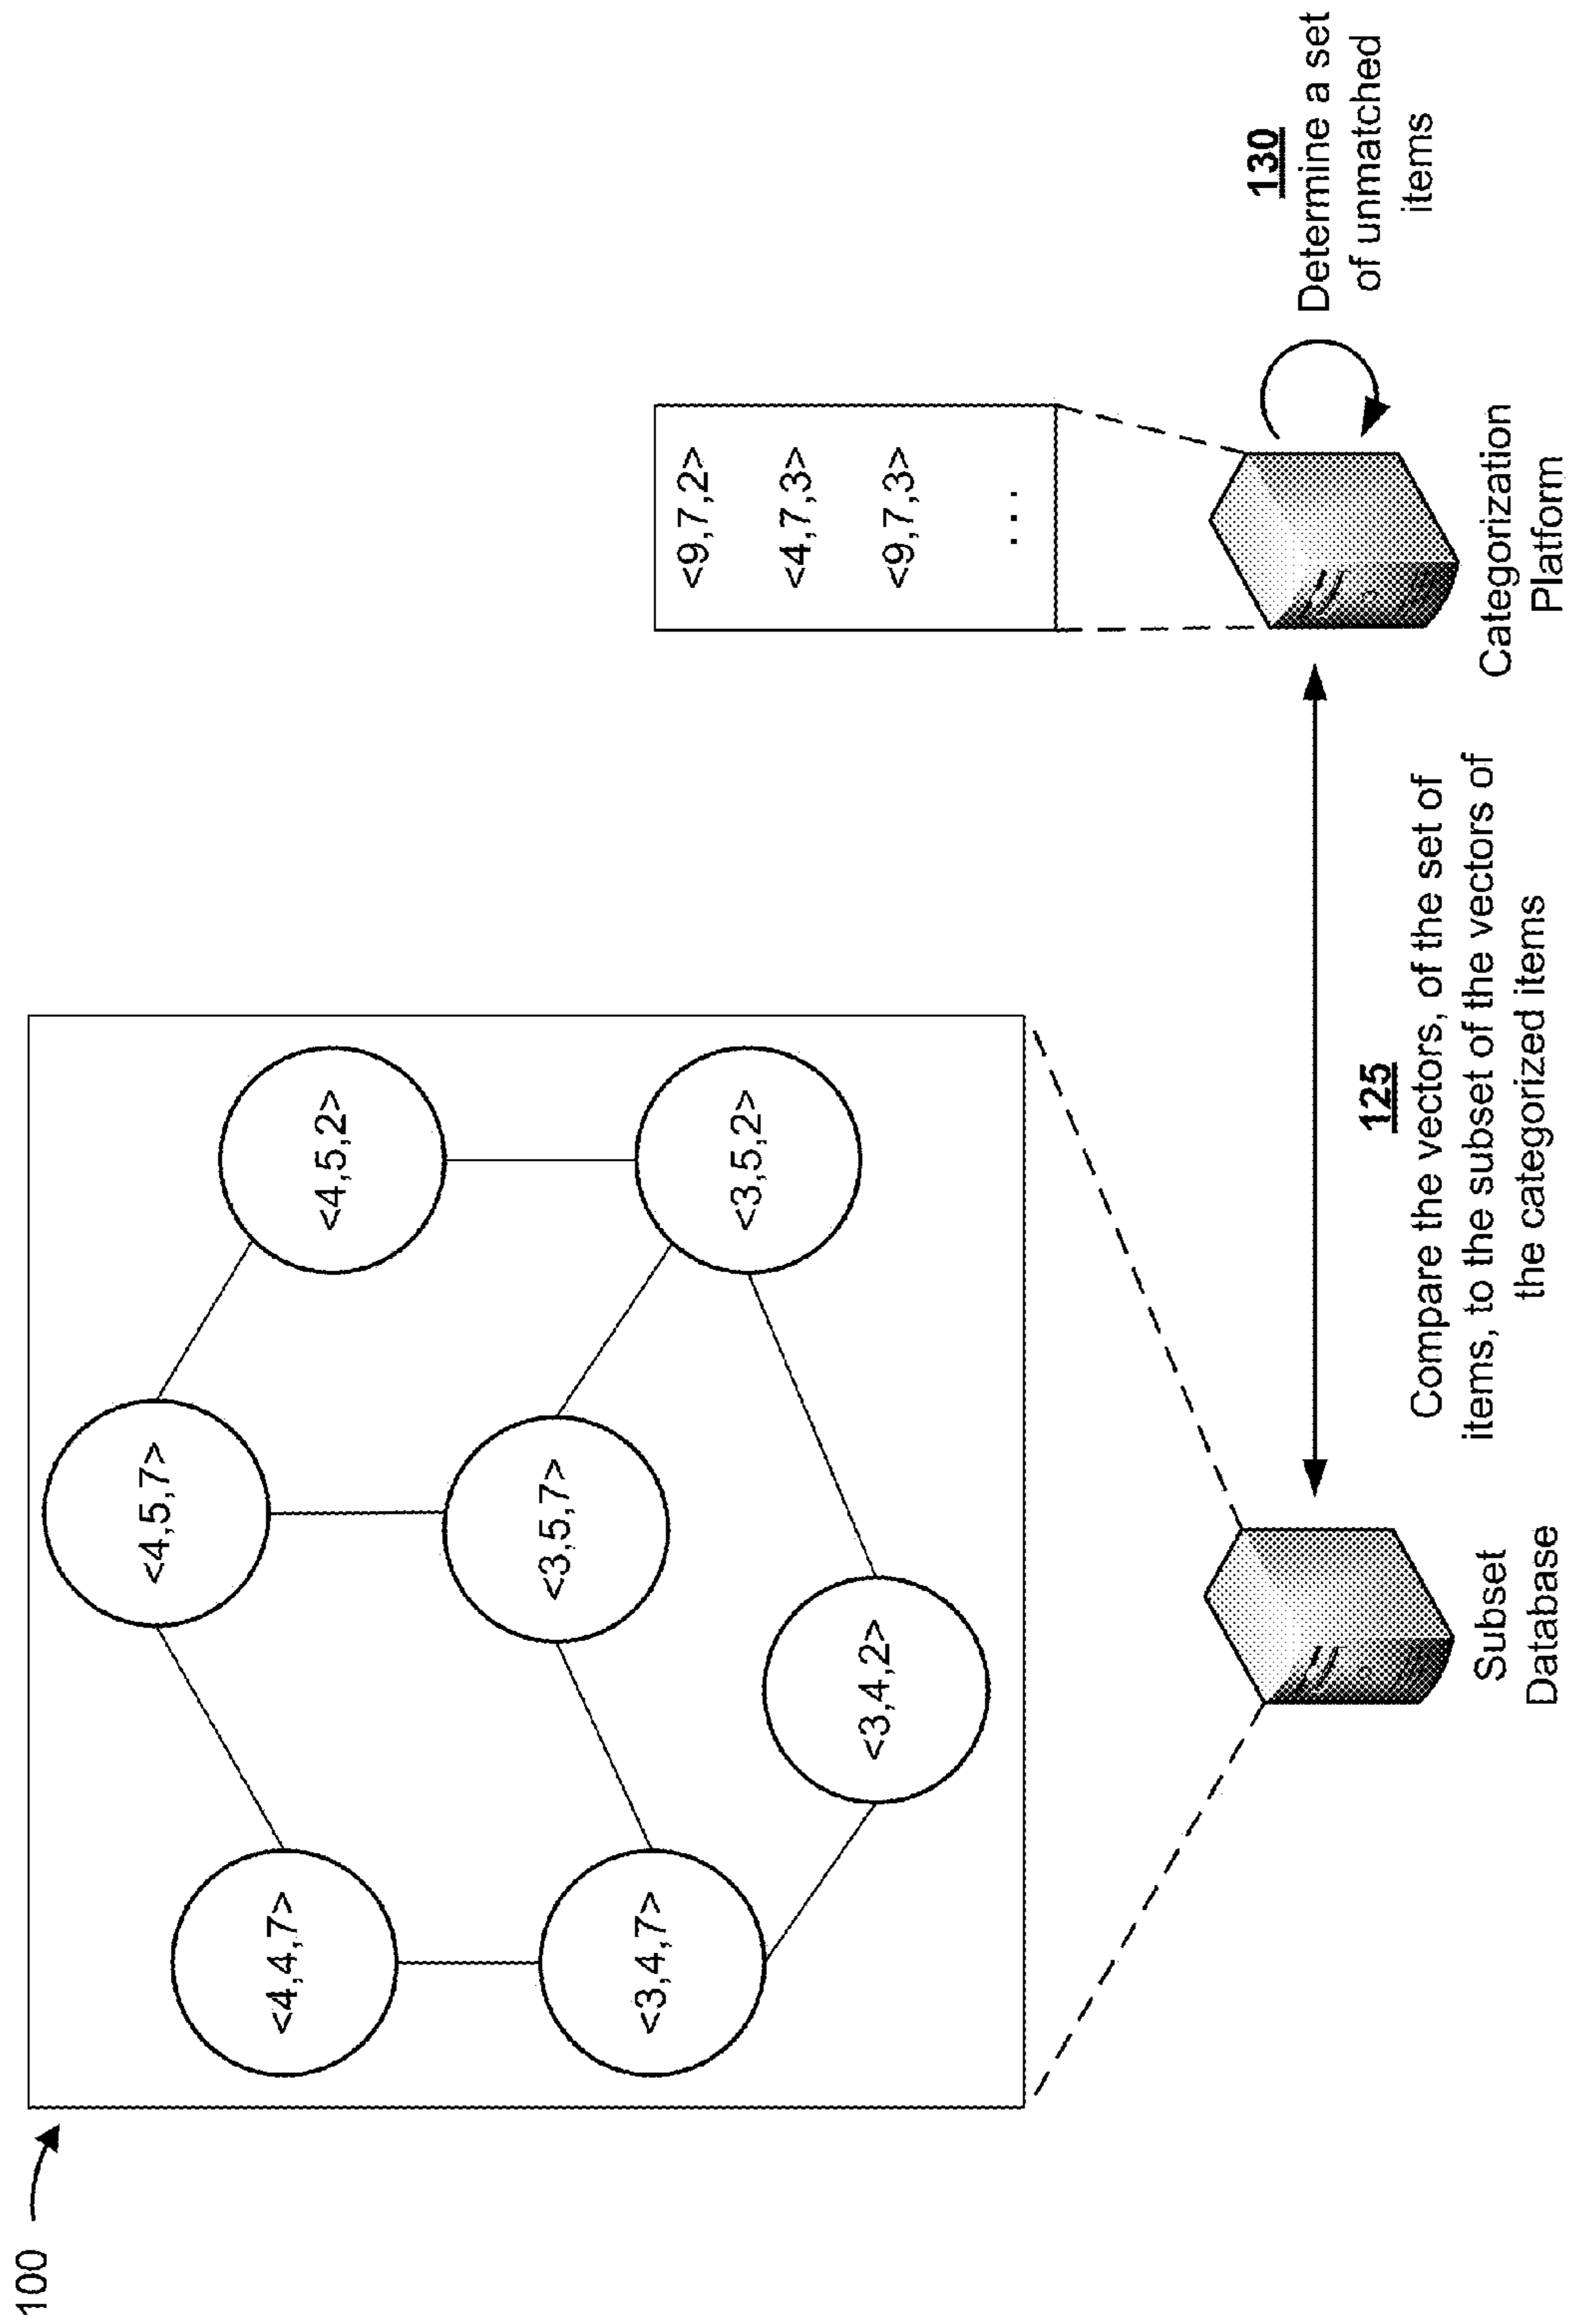 100
<4,5,7>
<4,5,2>
<4,4,7>
<3,5,7>
<3,5,2>
<3,4,7>
<3,4,2>
<9,7,2>
<4,7,3>
<9,7,3>
...
Subset
Database
125
Compare the vectors, of the set of
items, to the subset of the vectors of
the categorized items
Categorization
Platform
130
Determine a set
of unmatched
items